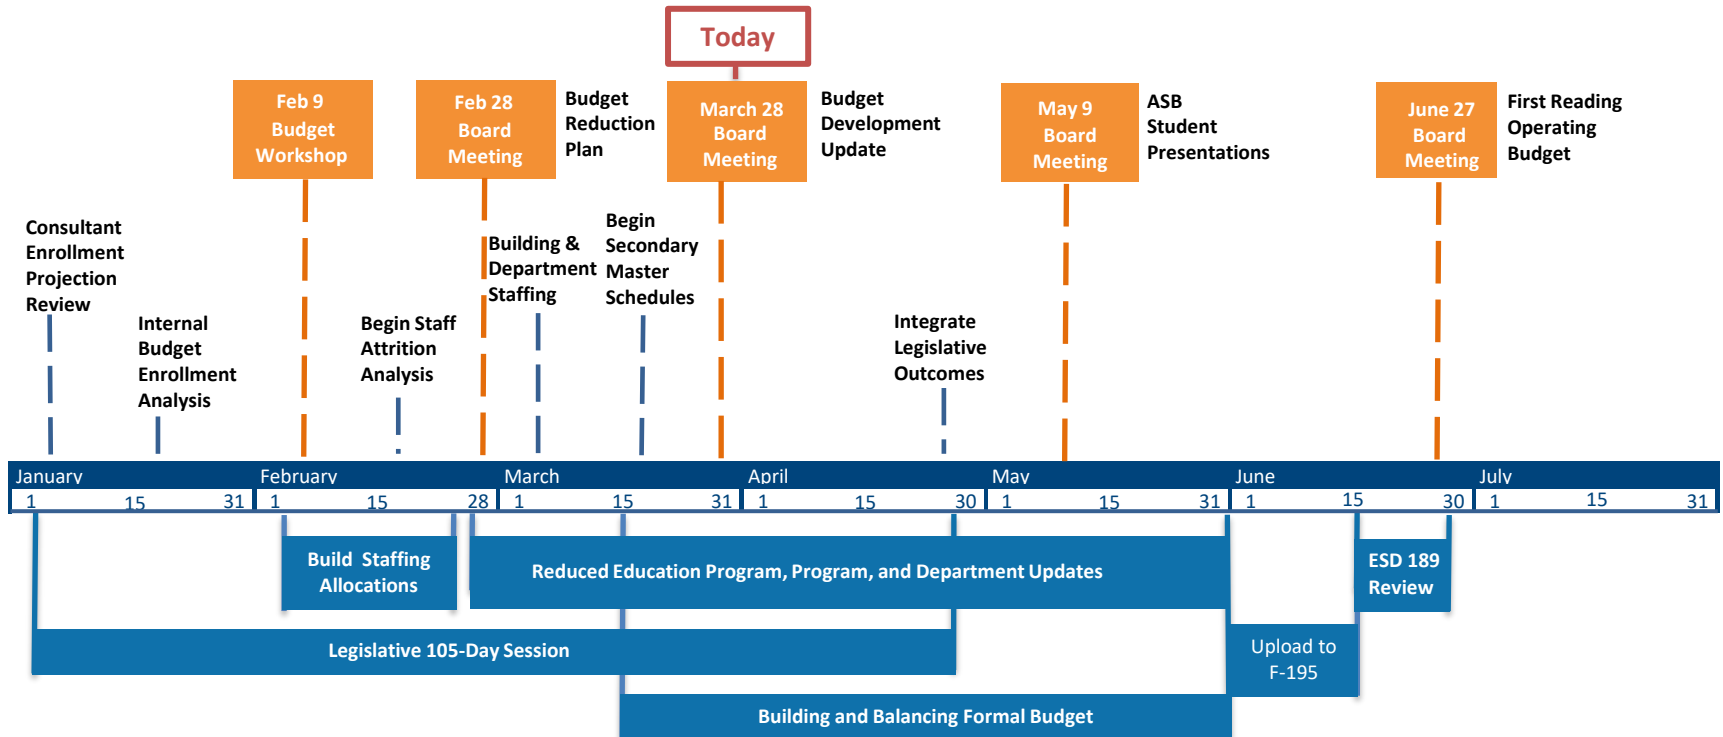 Today
Feb 9
Budget
Workshop
Feb 28
Board
Meeting
Budget
Reduction
Plan
March 28
Board
Meeting
Budget
Development
Update
May 9
Board
Meeting
ASB
Student
Presentations
June 27
Board
Meeting
First Reading
Operating
Budget
Consultant
Enrollment
Projection
Review
Internal
Budget
Enrollment
Analysis
Begin Staff
Attrition
Analysis
Building &
Department
Staffing
Begin
Secondary
Master
Schedules
Integrate
Legislative
Outcomes
January February March April May June July
1 15 31 1 15 28 1 15 31 1 15 30 1 15 31 1 15 30 1 15 31
Build Staffing
Allocations
Reduced Education Program, Program, and Department Updates
ESD 189
Review
Legislative 105-Day Session
Upload to
F-195
Building and Balancing Formal Budget